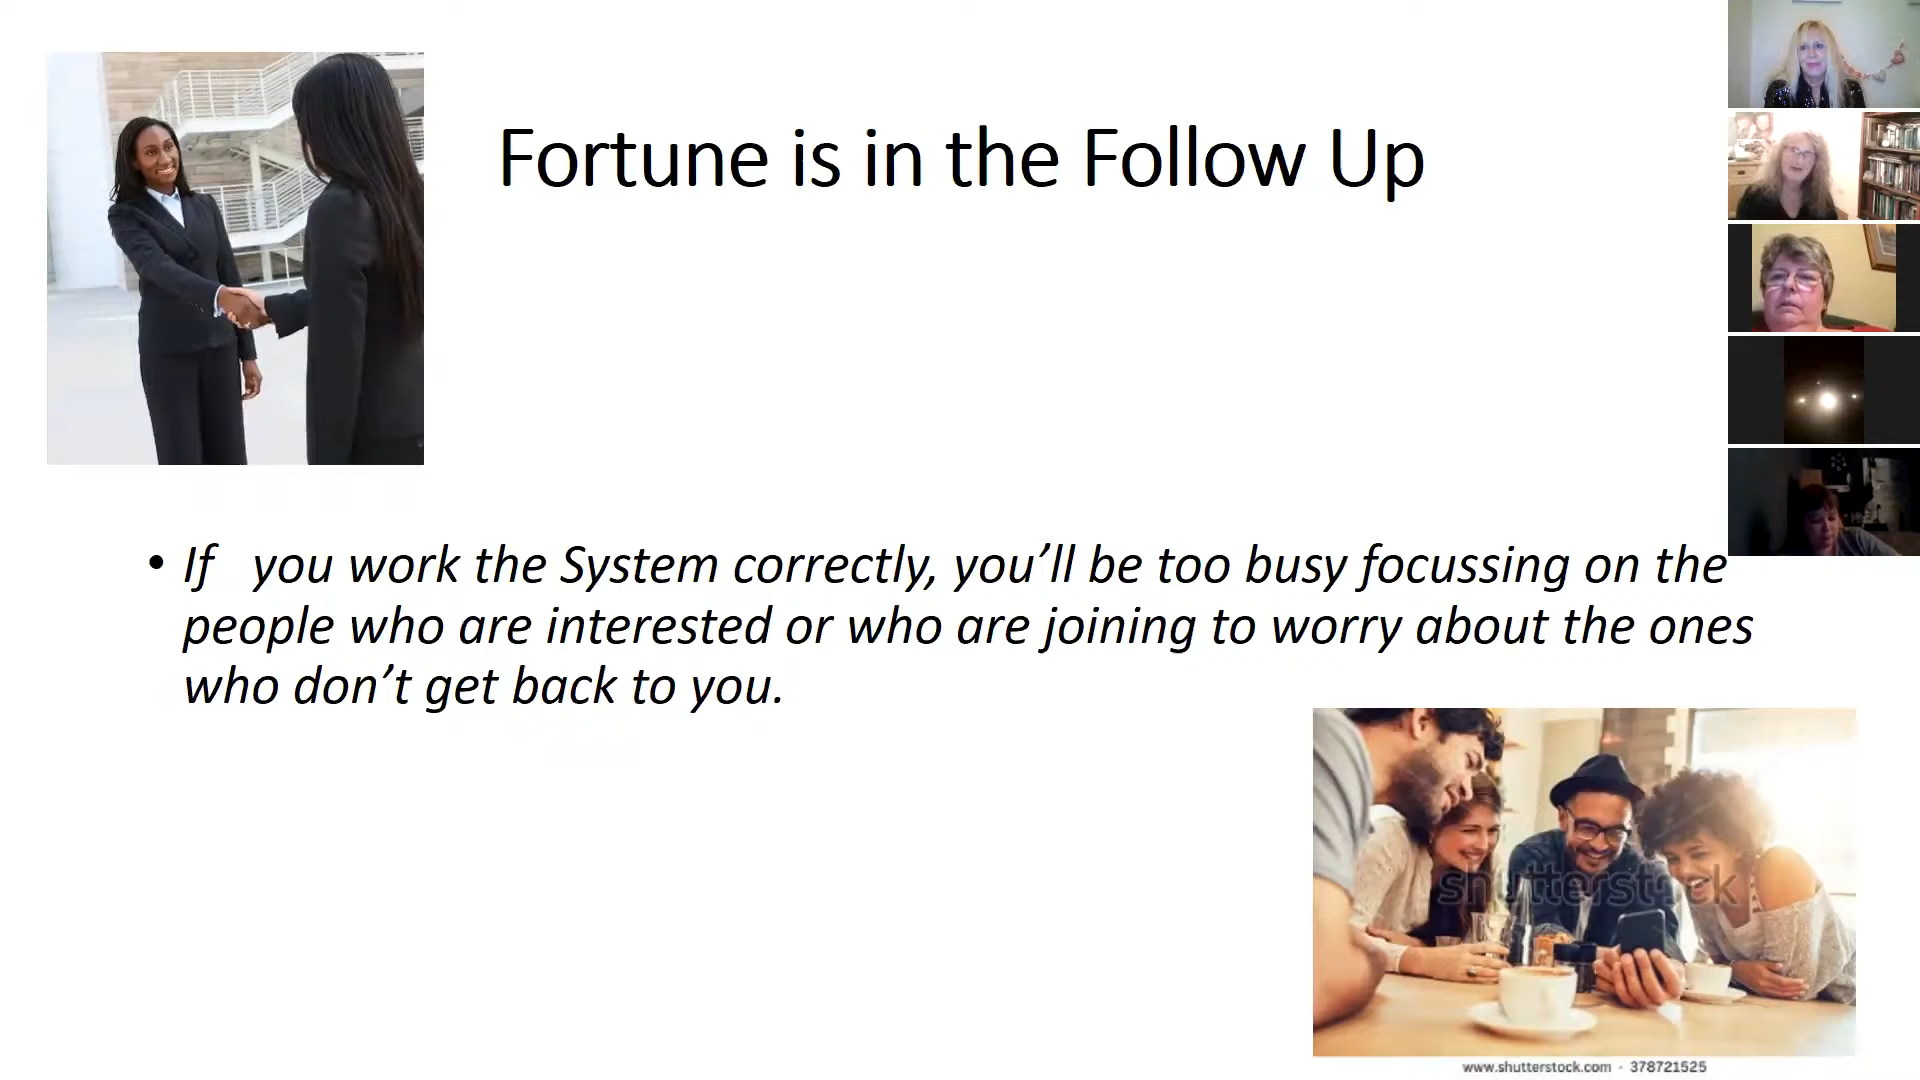 Fortune is in the Follow Up
• If you work the System correctly, you’ll be too busy focussing on the
people who are interested or who are joining to worry about the ones
who don’t get back to you.
shutterstock
www.shutterstock.com · 378721525